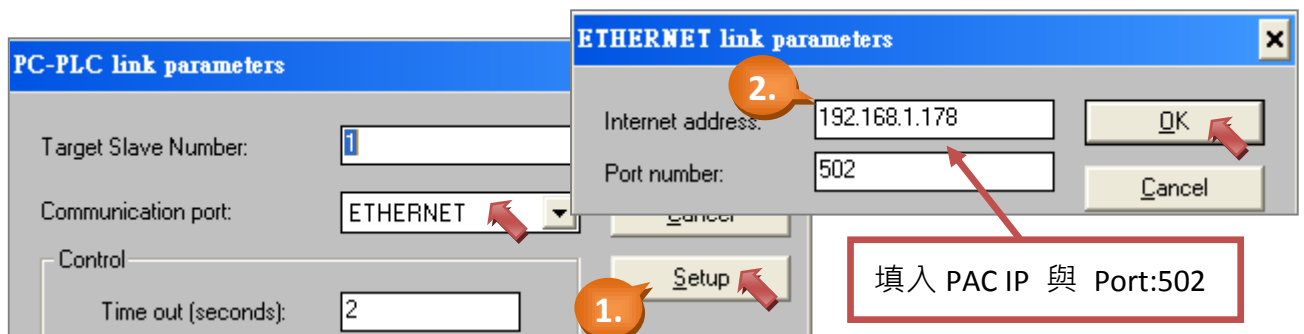 PC-PLC link parameters
Target Slave Number:
1
Communication port:
ETHERNET
Control
Time out (seconds):
2
Cancel
Setup
1.
ETHERNET link parameters
2.
Internet address:
192.168.1.178
Port number:
502
OK
Cancel
填入 PAC IP 與 Port:502